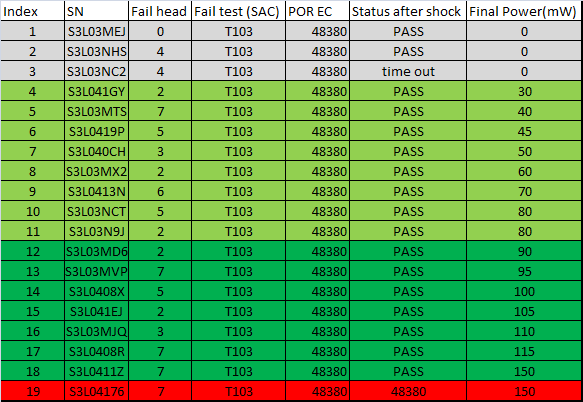 Index SN Fail head Fail test (SAC) POR EC Status after shock Final Power(mW)
1 S3L03MEJ 0 T103 48380 PASS 0
2 S3L03NHS 4 T103 48380 PASS 0
3 S3L03NC2 4 T103 48380 time out 0
4 S3L041GY 2 T103 48380 PASS 30
5 S3L03MTS 7 T103 48380 PASS 40
6 S3L0419P 5 T103 48380 PASS 45
7 S3L040CH 3 T103 48380 PASS 50
8 S3L03MX2 2 T103 48380 PASS 60
9 S3L0413N 6 T103 48380 PASS 70
10 S3L03NCT 5 T103 48380 PASS 80
11 S3L03N9J 2 T103 48380 PASS 80
12 S3L03MD6 2 T103 48380 PASS 90
13 S3L03MVP 7 T103 48380 PASS 95
14 S3L0408X 5 T103 48380 PASS 100
15 S3L041EJ 2 T103 48380 PASS 105
16 S3L03MJQ 3 T103 48380 PASS 110
17 S3L0408R 7 T103 48380 PASS 115
18 S3L0411Z 7 T103 48380 PASS 150
19 S3L04176 7 T103 48380 48380 150